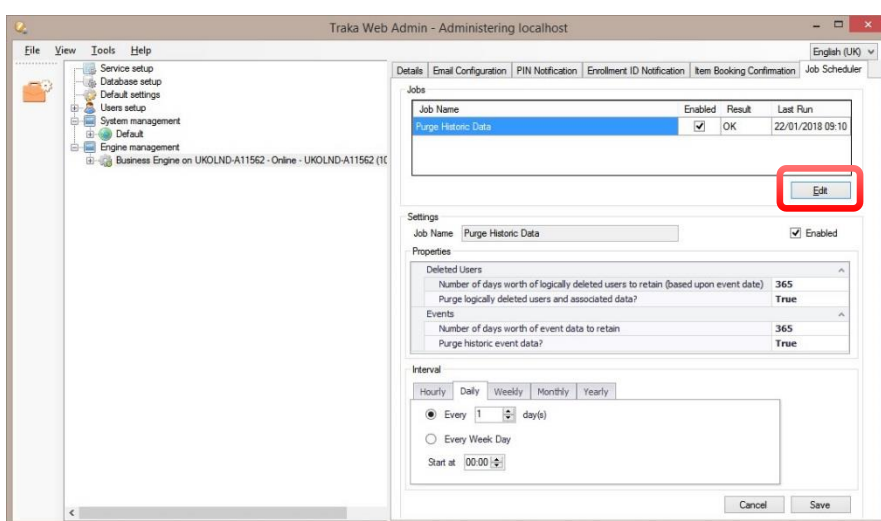 Traka Web Admin - Administering localhost
File View Tools Help
English (UK)
Service setup
Database setup
Default settings
Users setup
System management
Default
Engine management
Business Engine on UKOLND-A11562 - Online - UKOLND-A11562 (10
Details Email Configuration PIN Notification Enrollment ID Notification Item Booking Confirmation Job Scheduler
Jobs
Job Name Enabled Result Last Run
Purge Historic Data OK 22/01/2018 09:10
Edit
Settings
Job Name Purge Historic Data Enabled
Properties
Deleted Users
Number of days worth of logically deleted users to retain (based upon event date) 365
Purge logically deleted users and associated data? True
Events
Number of days worth of event data to retain 365
Purge historic event data? True
Interval
Hourly Daily Weekly Monthly Yearly
Every 1 day(s)
Every Week Day
Start at 00:00
Cancel Save